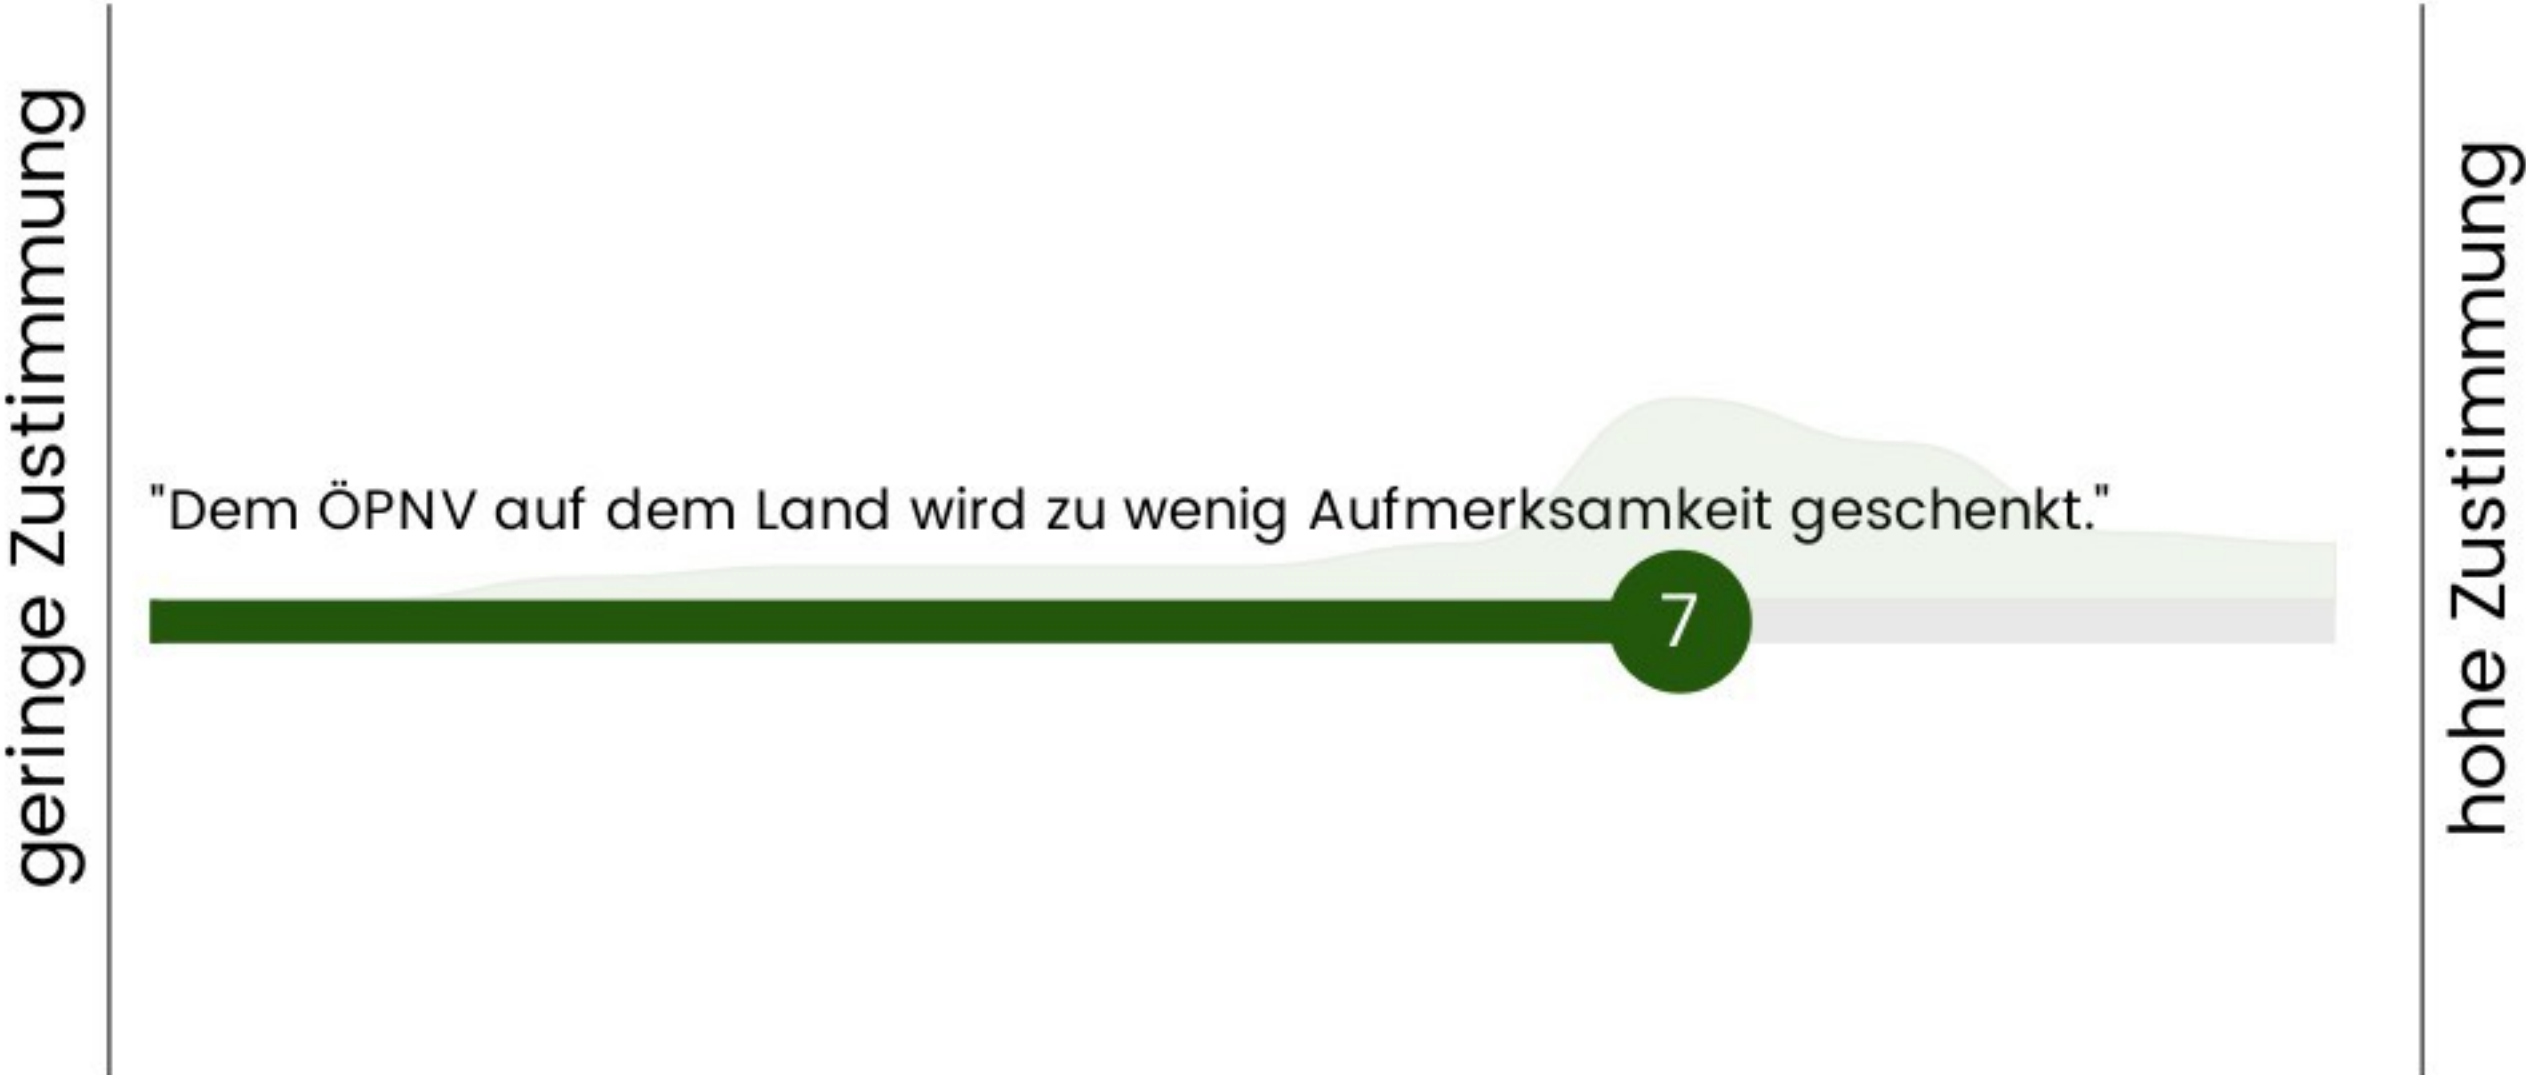 geringe Zustimmung
"Dem ÖPNV auf dem Land wird zu wenig Aufmerksamkeit geschenkt."
7
hohe Zustimmung